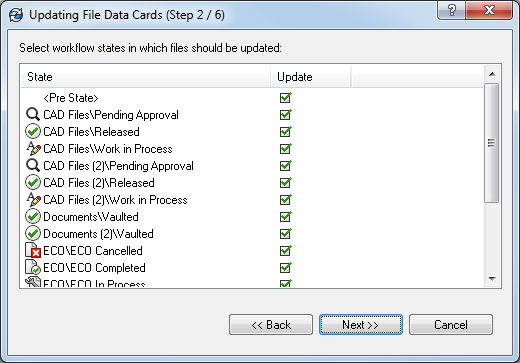 Updating File Data Cards (Step 2 / 6)
?
Select workflow states in which files should be updated:
State Update
<Pre State>
CAD Files\Pending Approval
CAD Files\Released
CAD Files\Work in Process
CAD Files (2)\Pending Approval
CAD Files (2)\Released
CAD Files (2)\Work in Process
Documents\Vaulted
Documents (2)\Vaulted
ECO\ECO Cancelled
ECO\ECO Completed
ECO\ECO In Process
<< Back Next >> Cancel